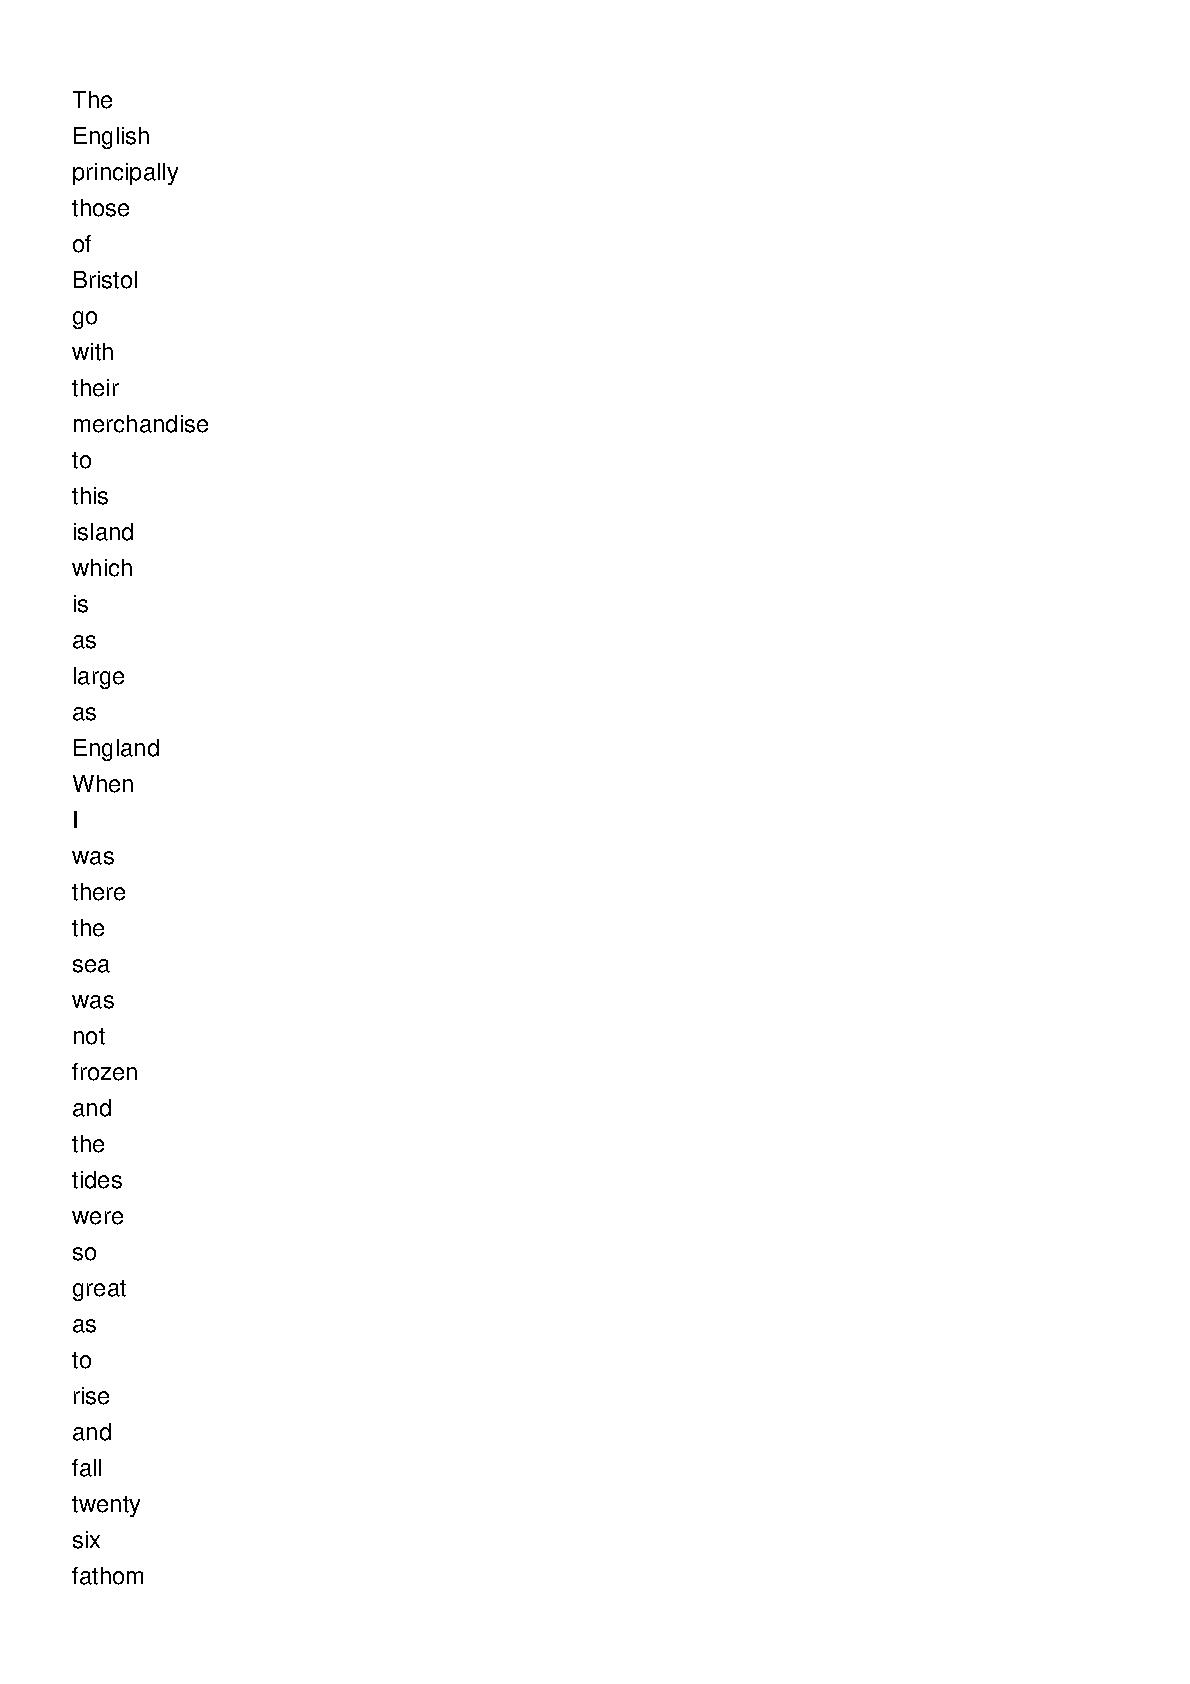 The
English
principally
those
of
Bristol
go
with
their
merchandise
to
this
island
which
is
as
large
as
England
When
I
was
there
the
sea
was
not
frozen
and
the
tides
were
so
great
as
to
rise
and
fall
twenty
six
fathom